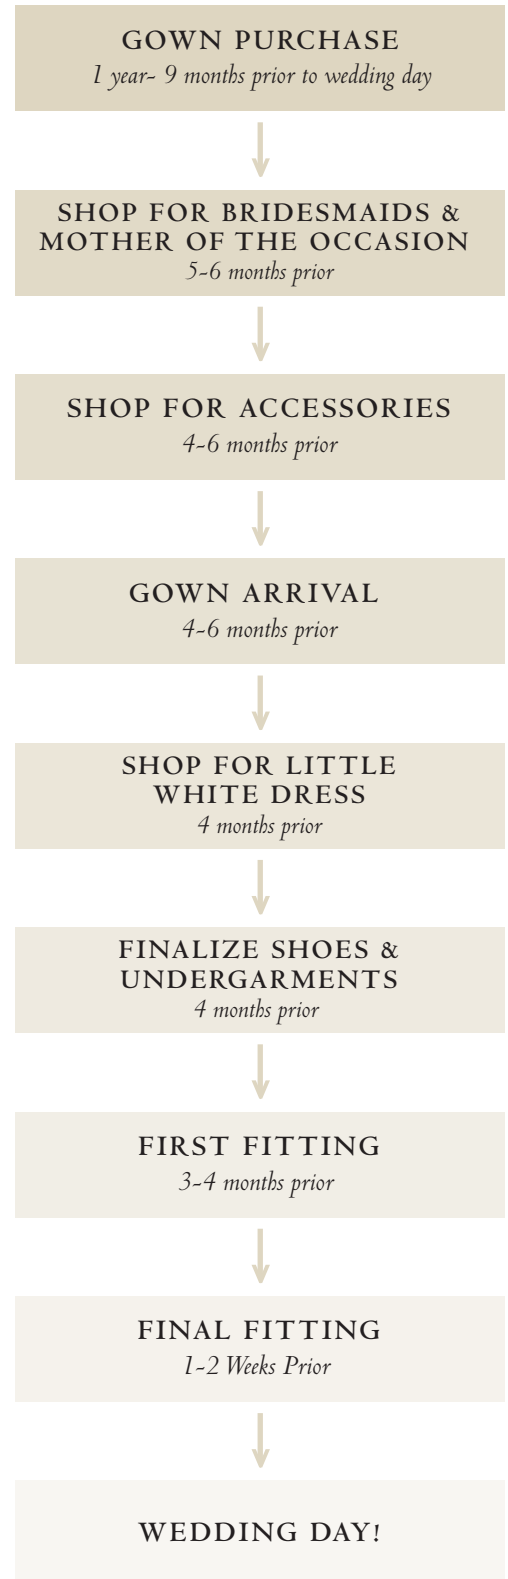 GOWN PURCHASE
1 year- 9 months prior to wedding day
SHOP FOR BRIDESMAIDS &
MOTHER OF THE OCCASION
5-6 months prior
SHOP FOR ACCESSORIES
4-6 months prior
GOWN ARRIVAL
4-6 months prior
SHOP FOR LITTLE
WHITE DRESS
4 months prior
FINALIZE SHOES &
UNDERGARMENTS
4 months prior
FIRST FITTING
3-4 months prior
FINAL FITTING
1-2 Weeks Prior
WEDDING DAY!